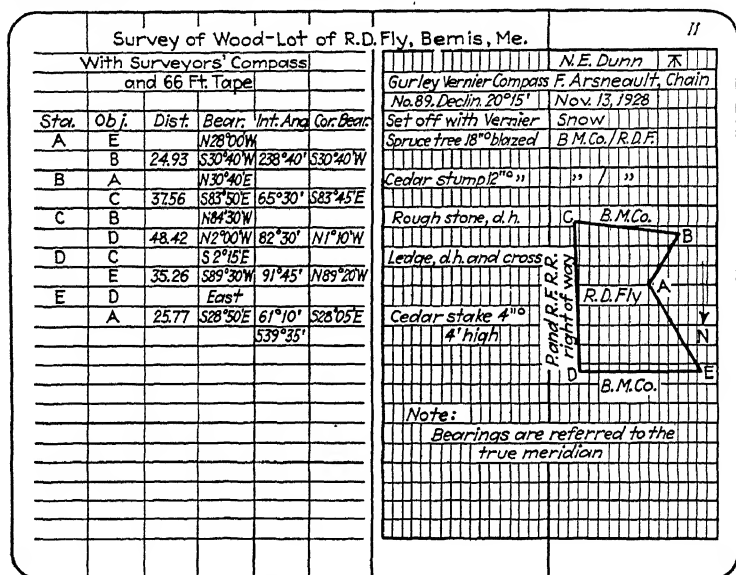 11
Survey of Wood-Lot of R.D. Fly, Bemis, Me.
With Surveyors' Compass
and 66 Ft. Tape
Sta. Obj. Dist. Bear. Int. Ang. Cor. Bear.
A E N28°00'W
B 24.93 S30°40'W 238°40' S30°40'W
B A N30°40'E
C 37.56 S83°50'E 65°30' S83°45'E
C B N84°30'W
D 48.42 N2°00'W 82°30' N1°10'W
D C S2°15'E
E 35.26 S89°30'W 91°45' N89°20'W
E D East
A 25.77 S28°50'E 61°10' S28°05'E
539°35'
N.E. Dunn
Gurley Vernier Compass F. Arsneault, Chain
No. 89. Declin. 20°15' Nov. 13, 1928
Set off with Vernier Snow
Spruce tree 18"° blazed B.M.Co./R.D.F.
Cedar stump 12"° " " / "
Rough stone, d.h.
Ledge, d.h. and cross
Cedar stake 4"°
4' high
C B.M.Co. B
A
R.D. Fly
P. and R.F. R.R.
right of way
N
D B.M.Co. E
Note:
Bearings are referred to the
true meridian